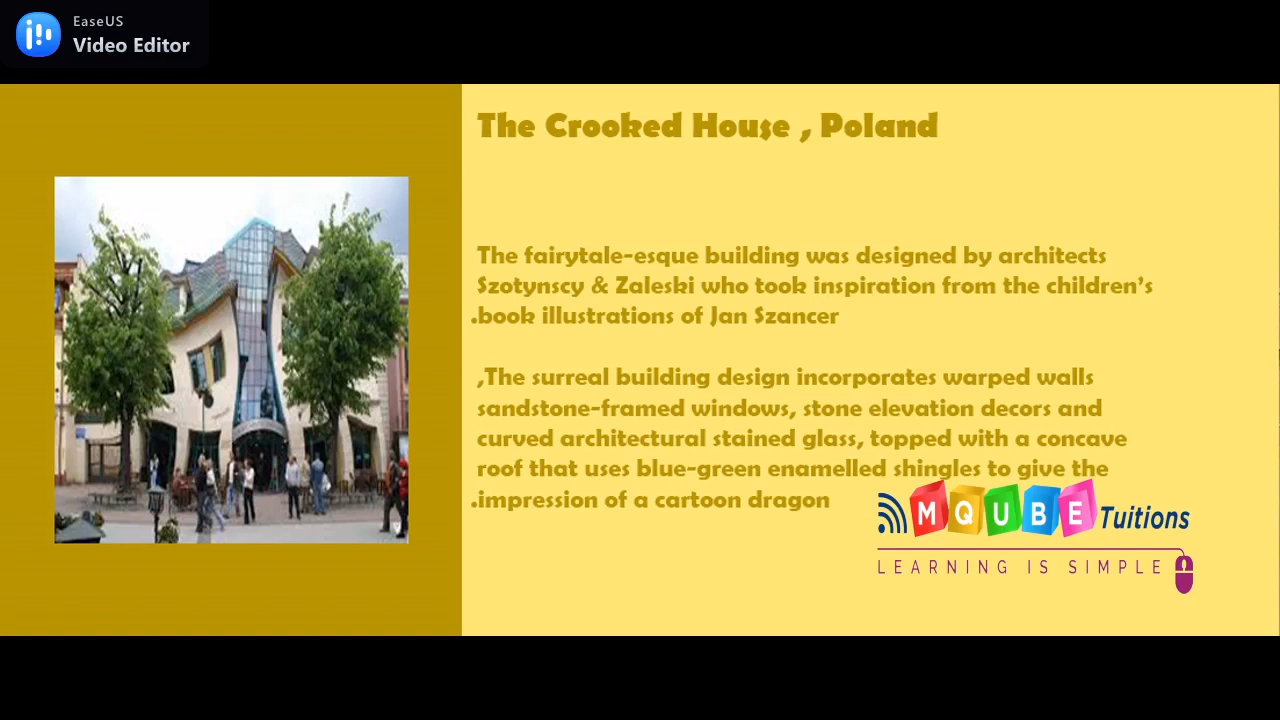 EaseUS
Video Editor
The Crooked House , Poland
The fairytale-esque building was designed by architects
Szotynscy & Zaleski who took inspiration from the children's
.book illustrations of Jan Szancer
,The surreal building design incorporates warped walls
sandstone-framed windows, stone elevation decors and
curved architectural stained glass, topped with a concave
roof that uses blue-green enamelled shingles to give the
.impression of a cartoon dragon
MQUBE Tuitions
LEARNING IS SIMPLE